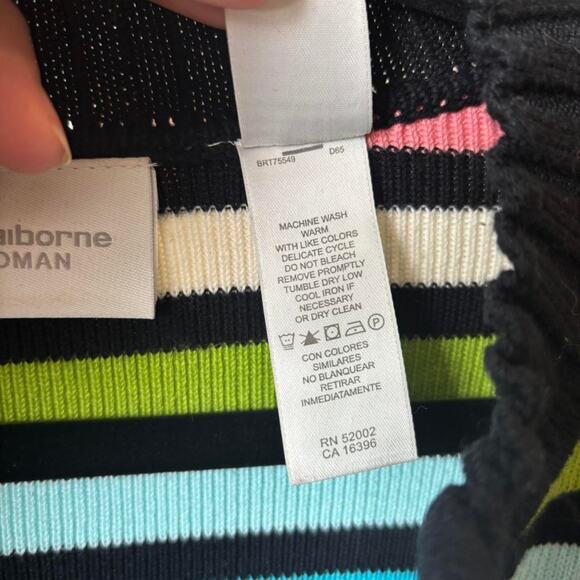 BRT75549 D65
MACHINE WASH
WARM
WITH LIKE COLORS
DELICATE CYCLE
DO NOT BLEACH
REMOVE PROMPTLY
TUMBLE DRY LOW
COOL IRON IF
NECESSARY
OR DRY CLEAN
P
CON COLORES
SIMILARES
NO BLANQUEAR
RETIRAR
INMEDIATAMENTE
RN 52002
CA 16396
aiborne
OMAN